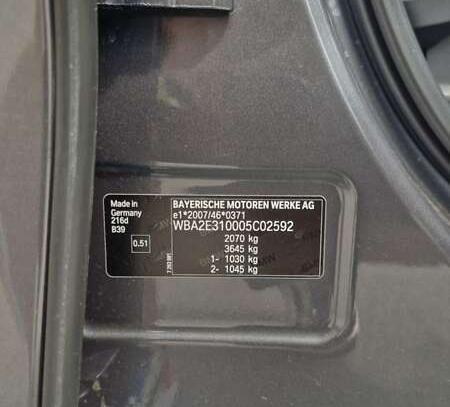 Made in
Germany
216d
B39
0.51
BAYERISCHE MOTOREN WERKE AG
e1*2007/46*0371
WBA2E310005C02592
2070 kg
3645 kg
1- 1030 kg
2- 1045 kg